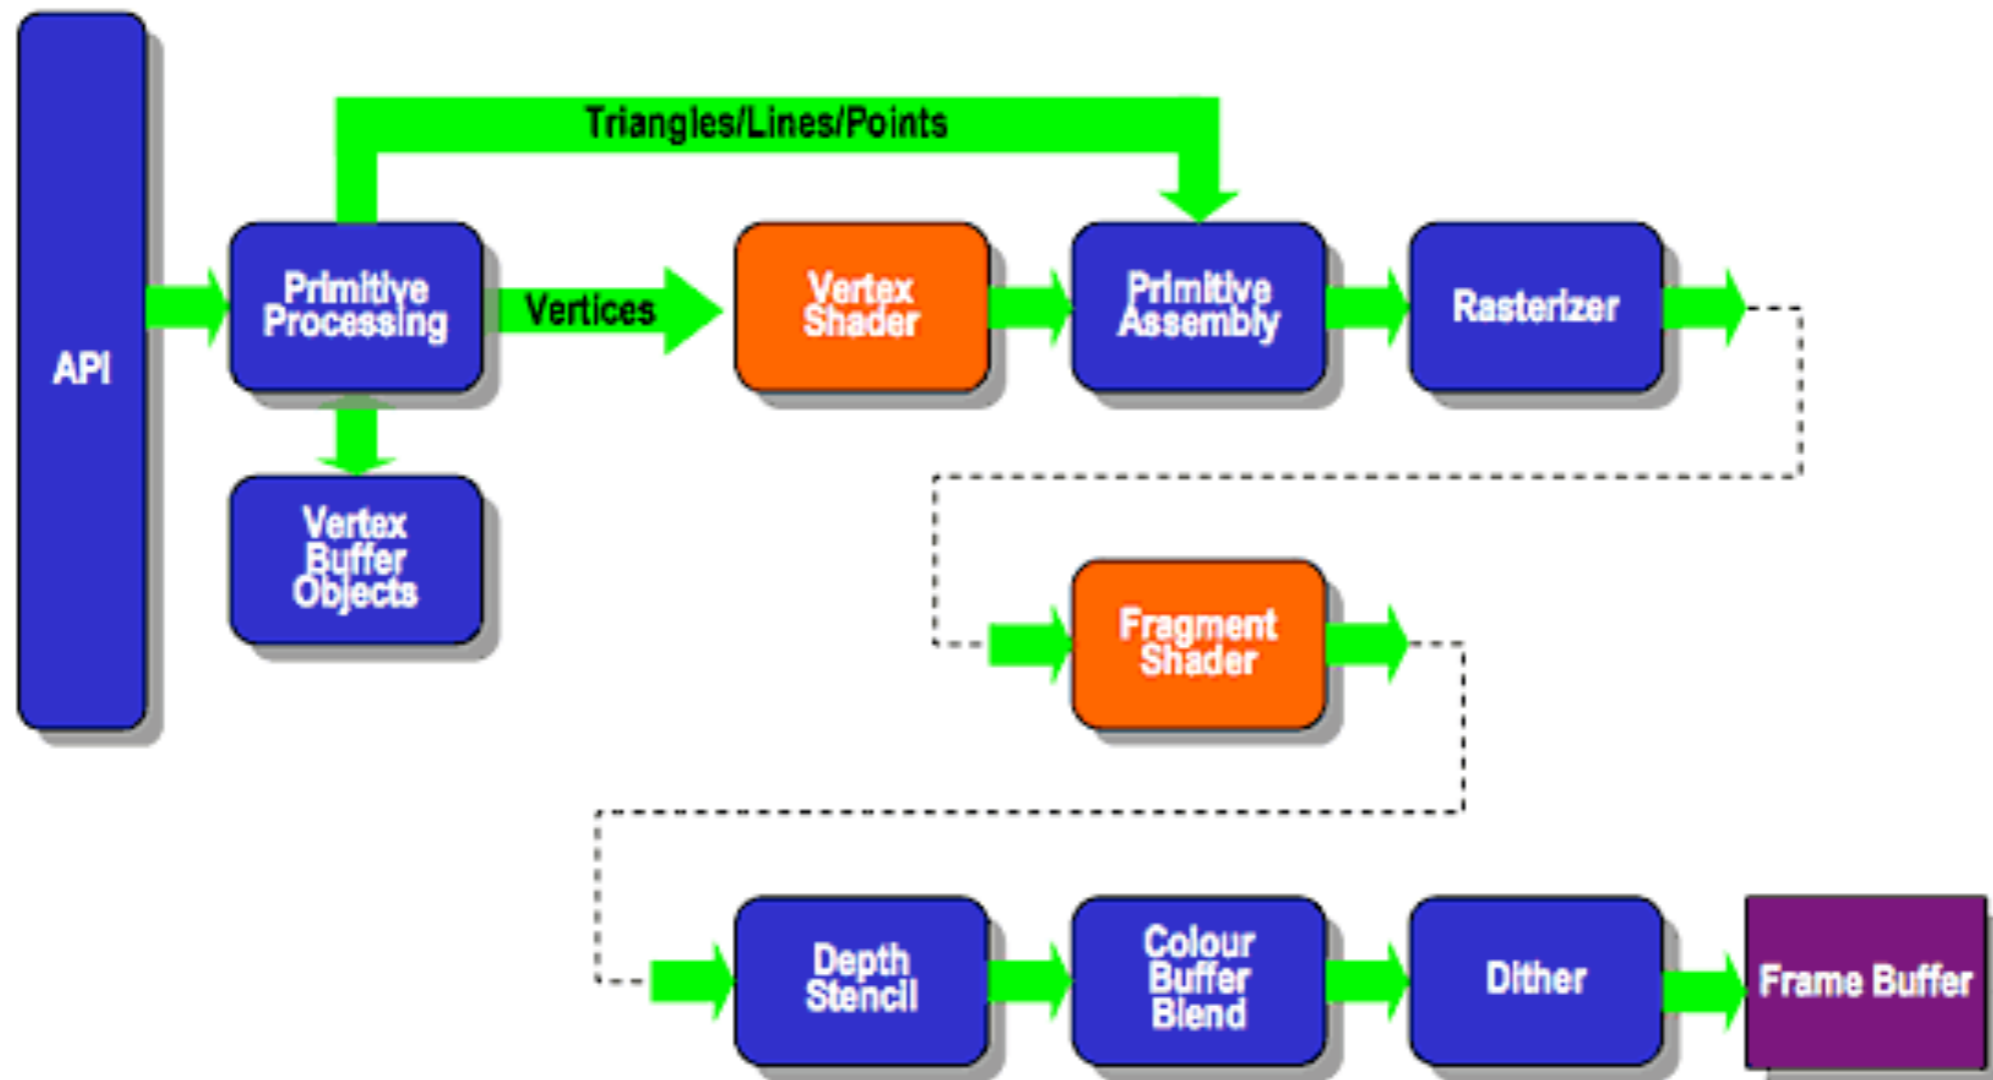 API
Triangles/Lines/Points
Primitive
Processing
Vertices
Vertex
Shader
Primitive
Assembly
Rasterizer
Vertex
Buffer
Objects
Fragment
Shader
Depth
Stencil
Colour
Buffer
Blend
Dither
Frame Buffer